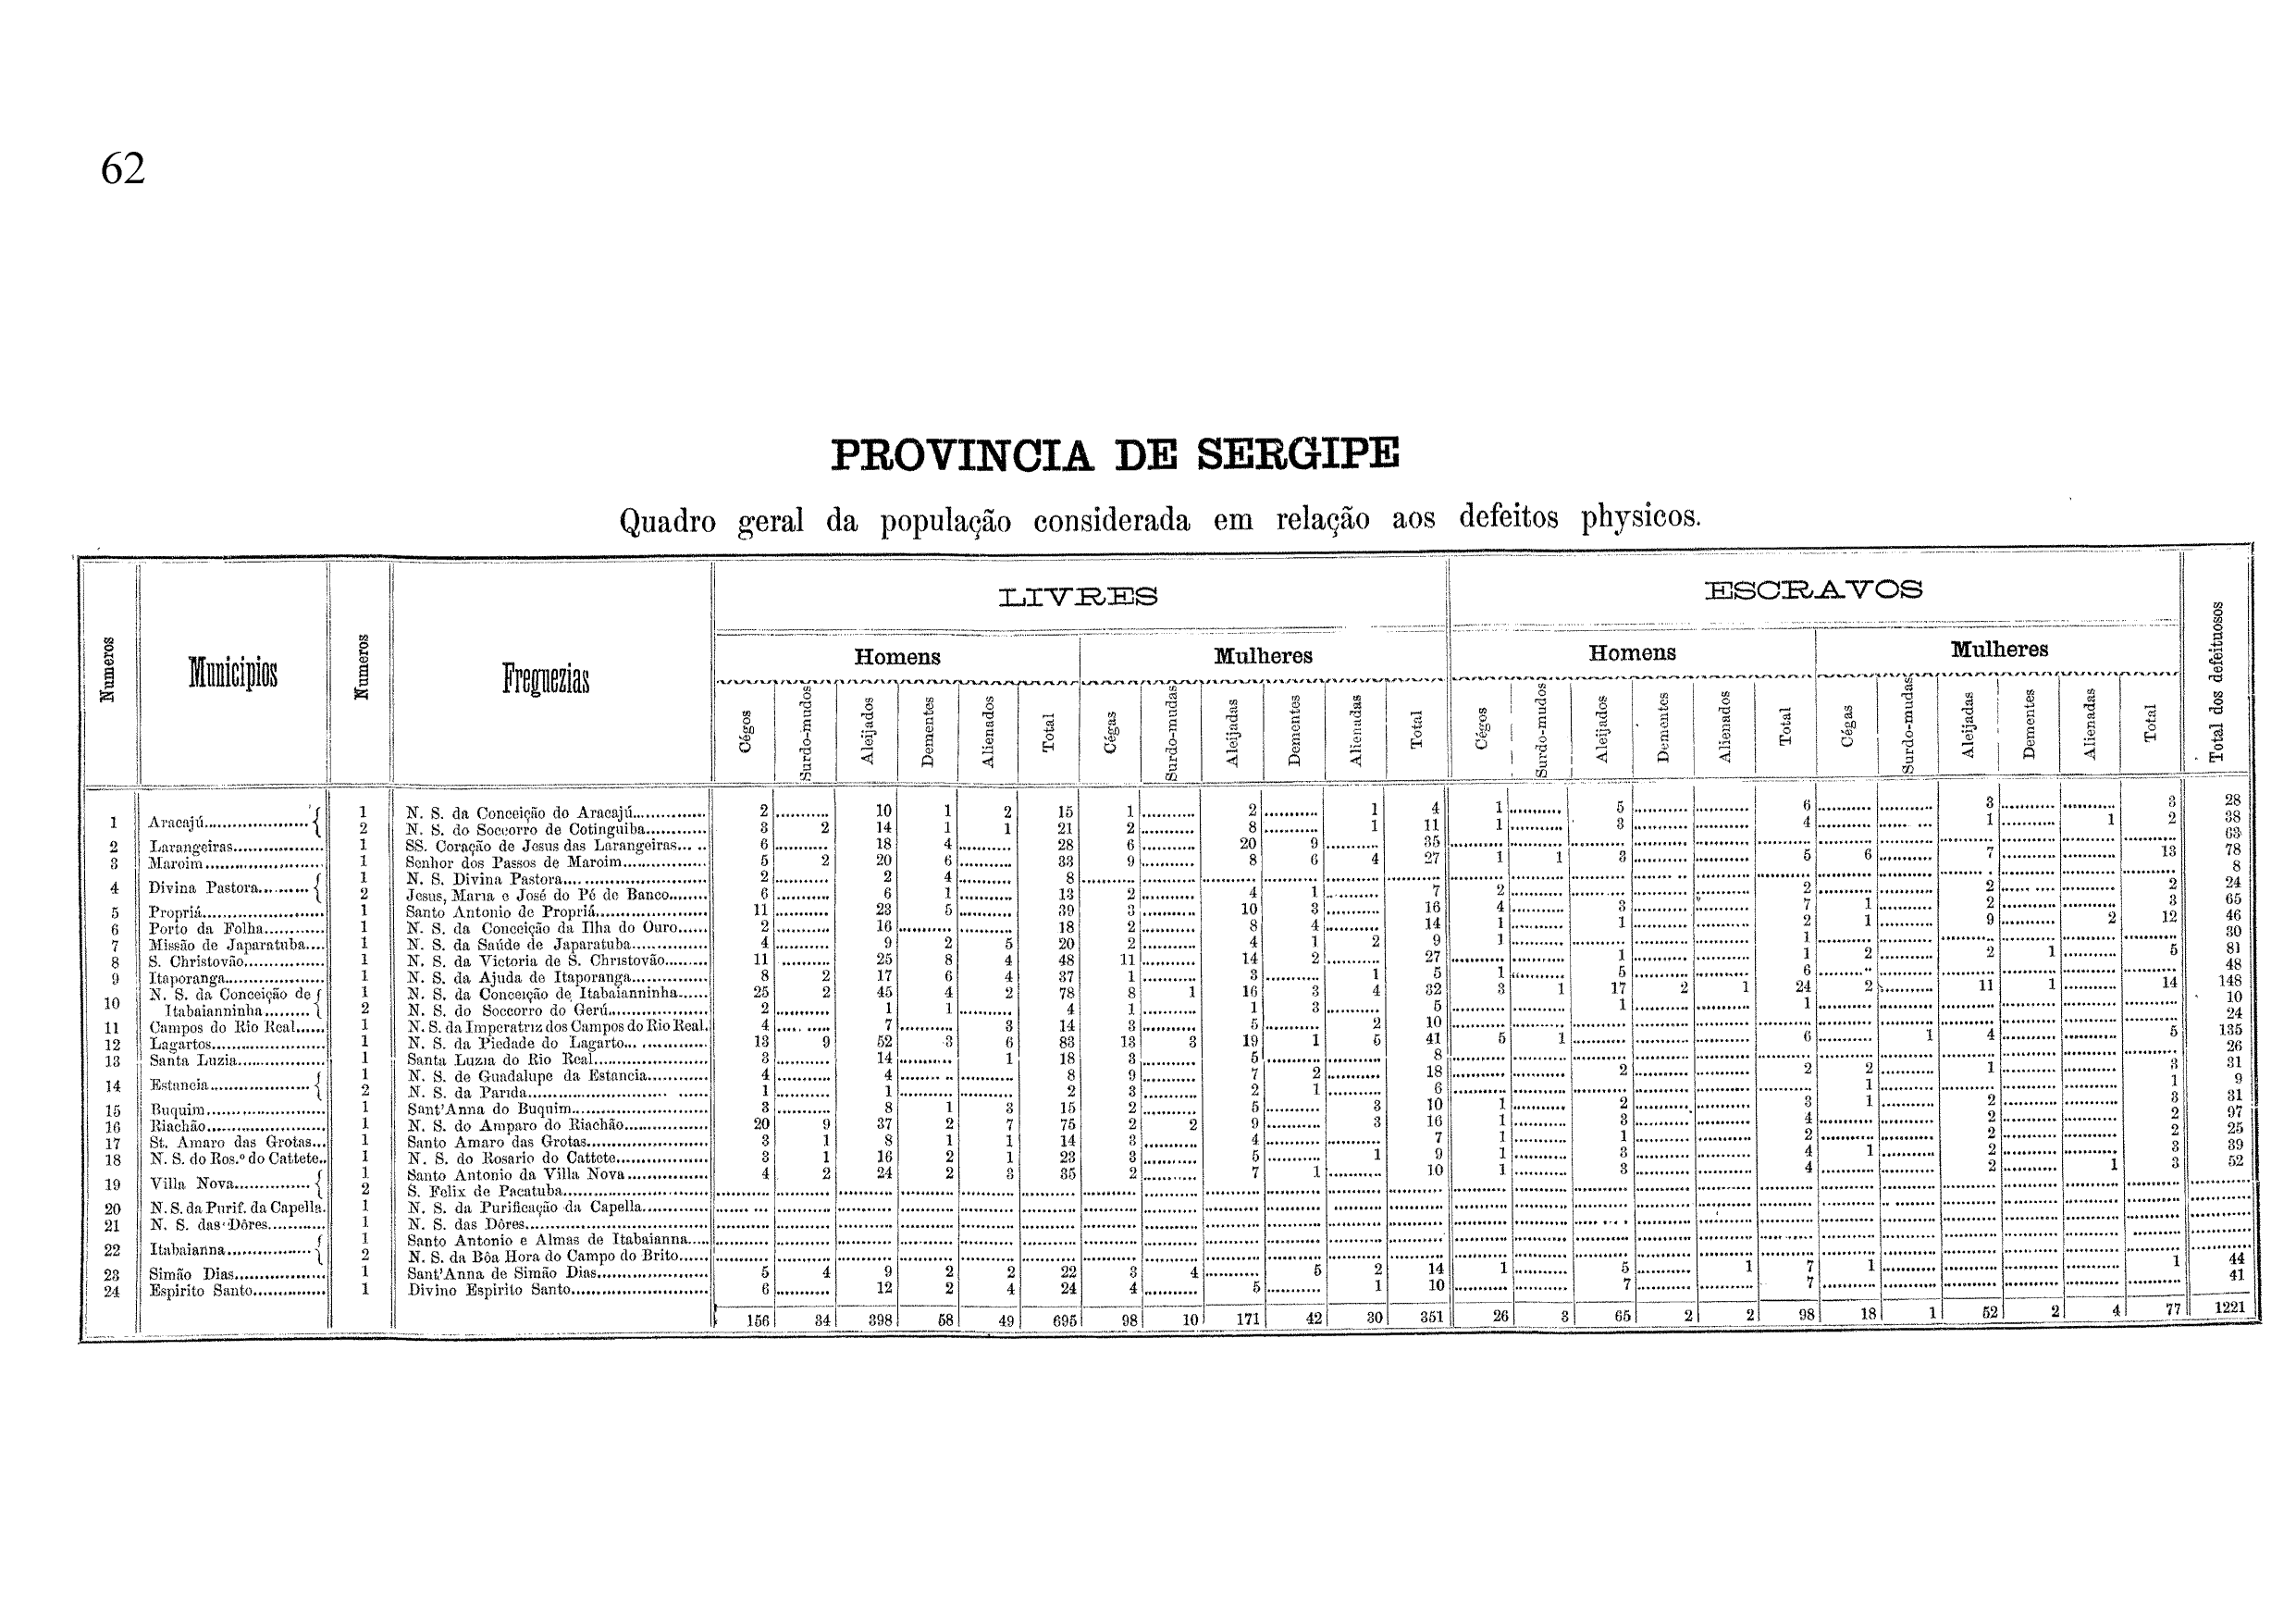 62
PROVINCIA DE SERGIPE
Quadro geral da população considerada em relação aos defeitos physicos.
Numeros Municipios Numeros Freguezias LIVRES ESCRAVOS Total dos defeituosos
Homens Mulheres Homens Mulheres
Cégos Surdo-mudos Aleijados Dementes Alienados Total Cégas Surdo-mudas Aleijadas Dementes Alienadas Total Cégos Surdo-mudos Aleijados Dementes Alienados Total Cégas Surdo-mudas Aleijadas Dementes Alienadas Total
1 Aracajú 1 N. S. da Conceição do Aracajú 2 10 1 2 15 1 2 1 4 1 5 6 3 3 28
2 N. S. do Soccorro de Cotinguiba 3 2 14 1 1 21 2 8 1 11 1 3 4 1 1 2 38
2 Larangeiras 1 SS. Coração de Jesus das Larangeiras 6 18 4 28 6 20 9 35 63
3 Maroim 1 Senhor dos Passos de Maroim 5 2 20 6 33 9 8 6 4 27 1 1 3 5 6 7 13 78
4 Divina Pastora 1 N. S. Divina Pastora 2 2 4 8 8
2 Jesus, Maria e José do Pé de Banco 6 6 1 13 2 4 1 7 2 2 2 2 24
5 Propriá 1 Santo Antonio de Propriá 11 23 5 39 3 10 3 16 4 3 7 1 2 3 65
6 Porto da Folha 1 N. S. da Conceição da Ilha do Ouro 2 16 18 2 8 4 14 1 1 2 1 9 2 12 46
7 Missão de Japaratuba 1 N. S. da Saúde de Japaratuba 4 9 2 5 20 2 4 1 2 9 1 1 30
8 S. Christovão 1 N. S. da Victoria de S. Christovão 11 25 8 4 48 11 14 2 27 1 1 2 2 1 5 81
9 Itaporanga 1 N. S. da Ajuda de Itaporanga 8 2 17 6 4 37 1 3 1 5 1 5 6 48
10 N. S. da Conceição de Itabaianninha 1 N. S. da Conceição de Itabaianninha 25 2 45 4 2 78 8 1 16 3 4 32 3 1 17 2 1 24 2 11 1 14 148
2 N. S. do Soccorro do Gerú 2 1 1 4 1 1 3 5 1 1 10
11 Campos do Rio Real 1 N. S. da Imperatriz dos Campos do Rio Real. 4 7 3 14 3 5 2 10 24
12 Lagartos 1 N. S. da Piedade do Lagarto 13 9 52 3 6 83 13 3 19 1 5 41 5 1 6 1 4 5 135
13 Santa Luzia 1 Santa Luzia do Rio Real 3 14 1 18 3 5 8 26
14 Estancia 1 N. S. de Guadalupe da Estancia 4 4 8 9 7 2 18 2 2 2 1 3 31
2 N. S. da Parida 1 1 2 3 2 1 6 1 1 9
15 Buquim 1 Sant'Anna do Buquim 3 8 1 3 15 2 5 3 10 1 2 3 1 2 3 31
16 Riachão 1 N. S. do Amparo do Riachão 20 9 37 2 7 75 2 2 9 3 16 1 3 4 2 2 97
17 St. Amaro das Grotas 1 Santo Amaro das Grotas 3 1 8 1 1 14 3 4 7 1 1 2 2 2 25
18 N. S. do Ros.º do Cattete 1 N. S. do Rosario do Cattete 3 1 16 2 1 23 3 5 1 9 1 3 4 1 2 3 39
19 Villa Nova 1 Santo Antonio da Villa Nova 4 2 24 2 3 35 2 7 1 10 1 3 4 2 1 3 52
2 S. Felix de Pacatuba
20 N. S. da Purif. da Capella. 1 N. S. da Purificação da Capella
21 N. S. das Dôres 1 N. S. das Dôres
22 Itabaianna 1 Santo Antonio e Almas de Itabaianna
2 N. S. da Bôa Hora do Campo do Brito
23 Simão Dias 1 Sant'Anna de Simão Dias 5 4 9 2 2 22 3 4 5 2 14 1 5 1 7 1 1 44
24 Espirito Santo 1 Divino Espirito Santo 6 12 2 4 24 4 5 1 10 7 7 41
156 34 398 58 49 695 98 10 171 42 30 351 26 3 65 2 2 98 18 1 52 2 4 77 1221